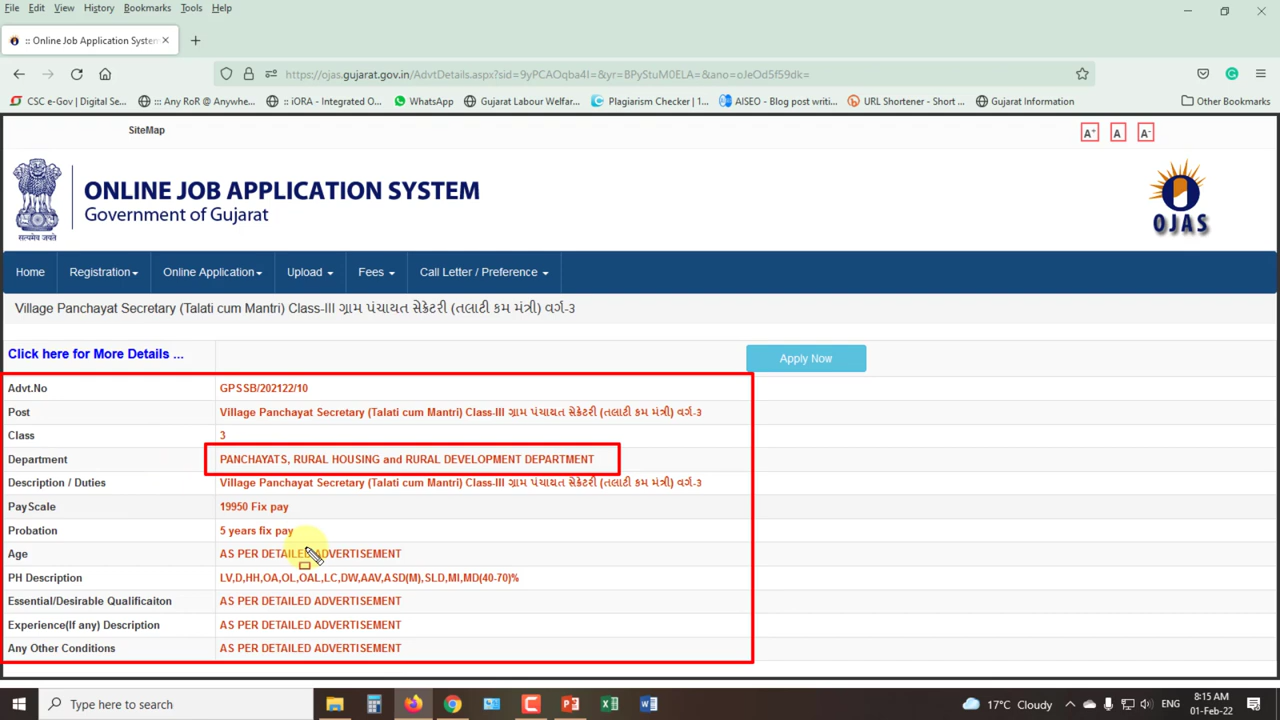 File Edit View History Bookmarks Tools Help
:: Online Job Application System
https://ojas.gujarat.gov.in/AdvtDetails.aspx?sid=9yPCAOqba4I=&yr=BPyStuM0ELA=&ano=oJeOd5f59dk=
CSC e-Gov | Digital Se... ::: Any RoR @ Anywhe... :: iORA - Integrated O... WhatsApp Gujarat Labour Welfar... Plagiarism Checker | 1... AISEO - Blog post writi... URL Shortener - Short ... Gujarat Information Other Bookmarks
SiteMap A+ A A-
ONLINE JOB APPLICATION SYSTEM
Government of Gujarat
सत्यमेव जयते
OJAS
Home Registration Online Application Upload Fees Call Letter / Preference
Village Panchayat Secretary (Talati cum Mantri) Class-III ગ્રામ પંચાયત સેક્રેટરી (તલાટી કમ મંત્રી) વર્ગ-૩
Click here for More Details ... Apply Now
Advt.No GPSSB/202122/10
Post Village Panchayat Secretary (Talati cum Mantri) Class-III ગ્રામ પંચાયત સેક્રેટરી (તલાટી કમ મંત્રી) વર્ગ-૩
Class 3
Department PANCHAYATS, RURAL HOUSING and RURAL DEVELOPMENT DEPARTMENT
Description / Duties Village Panchayat Secretary (Talati cum Mantri) Class-III ગ્રામ પંચાયત સેક્રેટરી (તલાટી કમ મંત્રી) વર્ગ-૩
PayScale 19950 Fix pay
Probation 5 years fix pay
Age AS PER DETAILED ADVERTISEMENT
PH Description LV,D,HH,OA,OL,OAL,LC,DW,AAV,ASD(M),SLD,MI,MD(40-70)%
Essential/Desirable Qualificaiton AS PER DETAILED ADVERTISEMENT
Experience(If any) Description AS PER DETAILED ADVERTISEMENT
Any Other Conditions AS PER DETAILED ADVERTISEMENT
Type here to search 17°C Cloudy ENG 8:15 AM
01-Feb-22